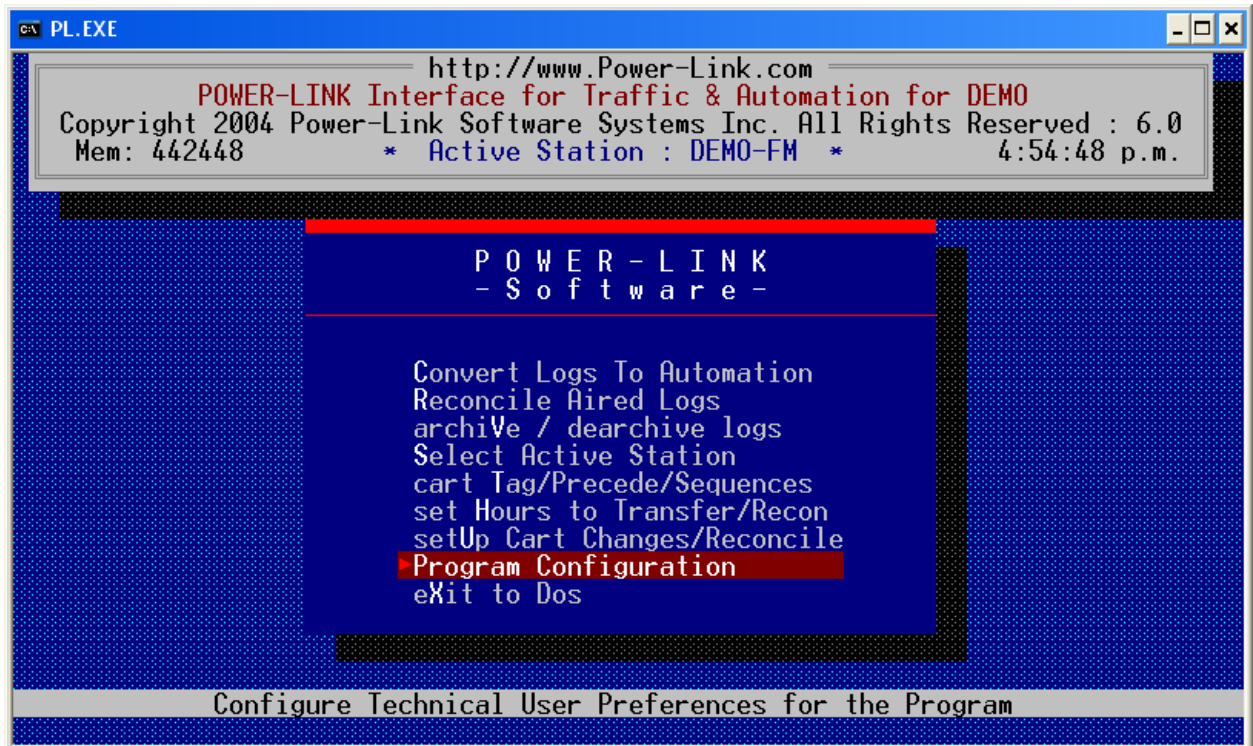 PL.EXE
http://www.Power-Link.com
POWER-LINK Interface for Traffic & Automation for DEMO
Copyright 2004 Power-Link Software Systems Inc. All Rights Reserved : 6.0
Mem: 442448 * Active Station : DEMO-FM * 4:54:48 p.m.
P O W E R - L I N K
- S o f t w a r e -
Convert Logs To Automation
Reconcile Aired Logs
archiVe / dearchive logs
Select Active Station
cart Tag/Precede/Sequences
set Hours to Transfer/Recon
setUp Cart Changes/Reconcile
Program Configuration
eXit to Dos
Configure Technical User Preferences for the Program